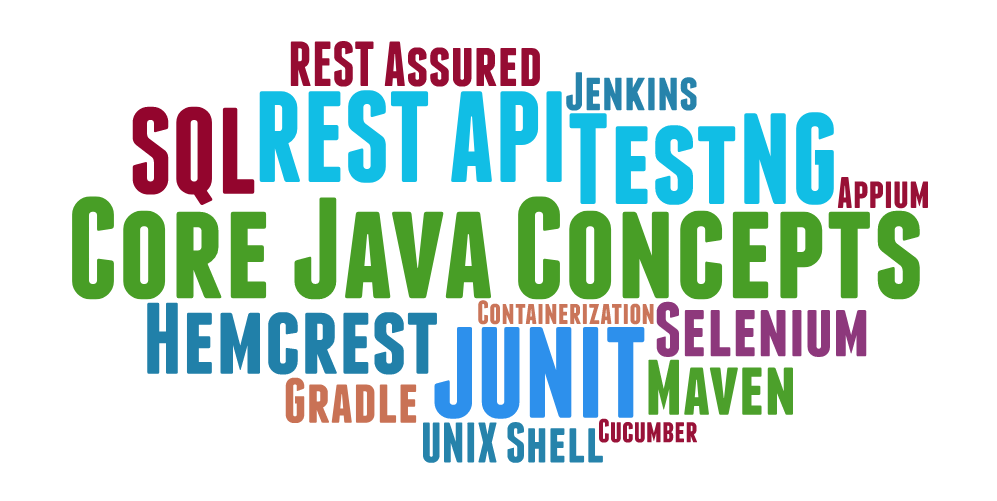 REST Assured
Jenkins
SQL
REST API
TestNG
Appium
Core Java Concepts
Hemcrest
Containerization
Selenium
JUNIT
Gradle
Maven
UNIX Shell
Cucumber